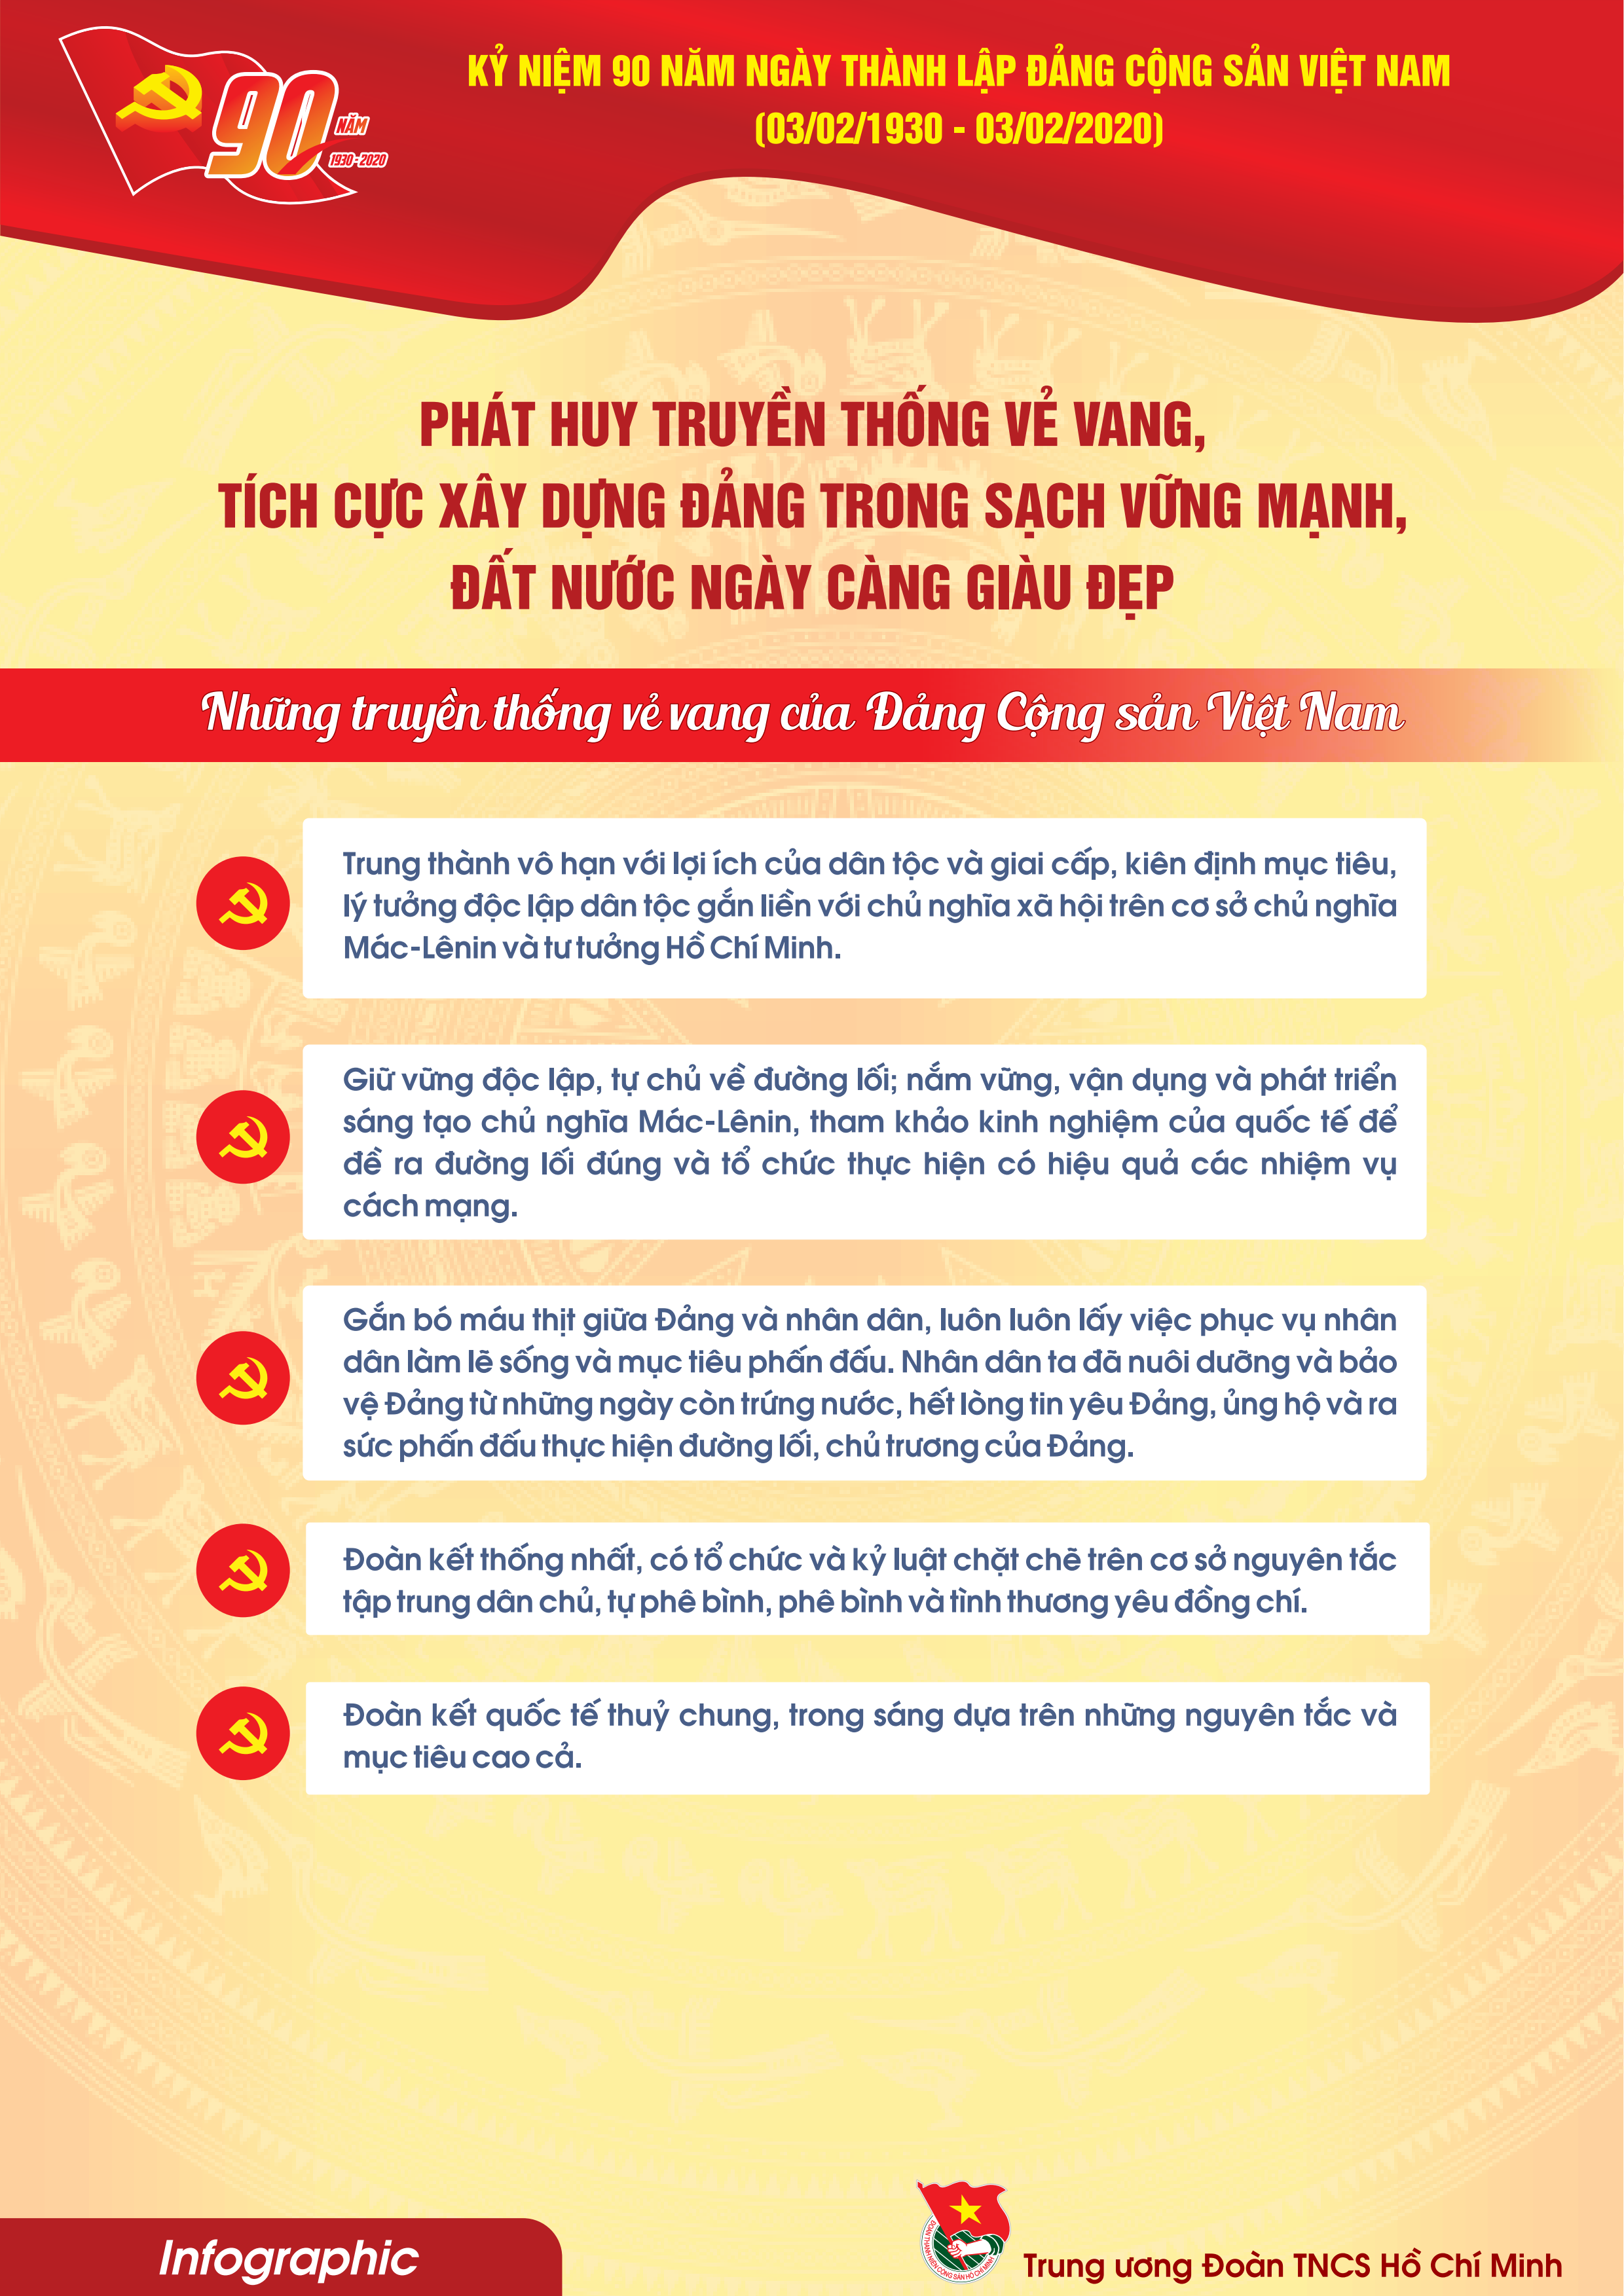 90
NĂM
1930-2020
KỶ NIỆM 90 NĂM NGÀY THÀNH LẬP ĐẢNG CỘNG SẢN VIỆT NAM
(03/02/1930 - 03/02/2020)
PHÁT HUY TRUYỀN THỐNG VẺ VANG,
TÍCH CỰC XÂY DỰNG ĐẢNG TRONG SẠCH VỮNG MẠNH,
ĐẤT NƯỚC NGÀY CÀNG GIÀU ĐẸP
Những truyền thống vẻ vang của Đảng Cộng sản Việt Nam
Trung thành vô hạn với lợi ích của dân tộc và giai cấp, kiên định mục tiêu,
lý tưởng độc lập dân tộc gắn liền với chủ nghĩa xã hội trên cơ sở chủ nghĩa
Mác-Lênin và tư tưởng Hồ Chí Minh.
Giữ vững độc lập, tự chủ về đường lối; nắm vững, vận dụng và phát triển
sáng tạo chủ nghĩa Mác-Lênin, tham khảo kinh nghiệm của quốc tế để
đề ra đường lối đúng và tổ chức thực hiện có hiệu quả các nhiệm vụ
cách mạng.
Gắn bó máu thịt giữa Đảng và nhân dân, luôn luôn lấy việc phục vụ nhân
dân làm lẽ sống và mục tiêu phấn đấu. Nhân dân ta đã nuôi dưỡng và bảo
vệ Đảng từ những ngày còn trứng nước, hết lòng tin yêu Đảng, ủng hộ và ra
sức phấn đấu thực hiện đường lối, chủ trương của Đảng.
Đoàn kết thống nhất, có tổ chức và kỷ luật chặt chẽ trên cơ sở nguyên tắc
tập trung dân chủ, tự phê bình, phê bình và tình thương yêu đồng chí.
Đoàn kết quốc tế thuỷ chung, trong sáng dựa trên những nguyên tắc và
mục tiêu cao cả.
Infographic
ĐOÀN THANH NIÊN CỘNG SẢN HỒ CHÍ MINH
Trung ương Đoàn TNCS Hồ Chí Minh